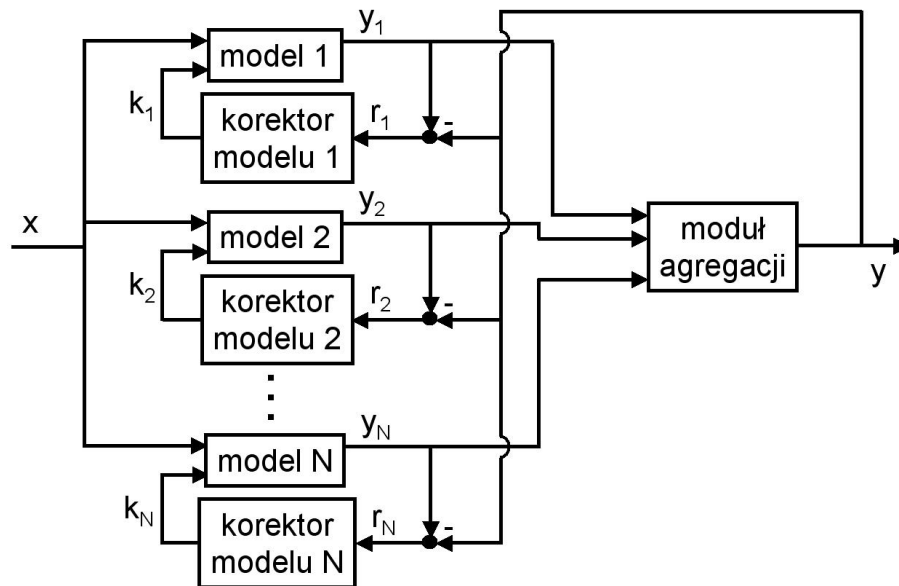 y1
model 1
k1
korektor
modelu 1
r1
-
x
y2
model 2
k2
korektor
modelu 2
r2
-
moduł
agregacji
y
yN
model N
kN
korektor
modelu N
rN
-